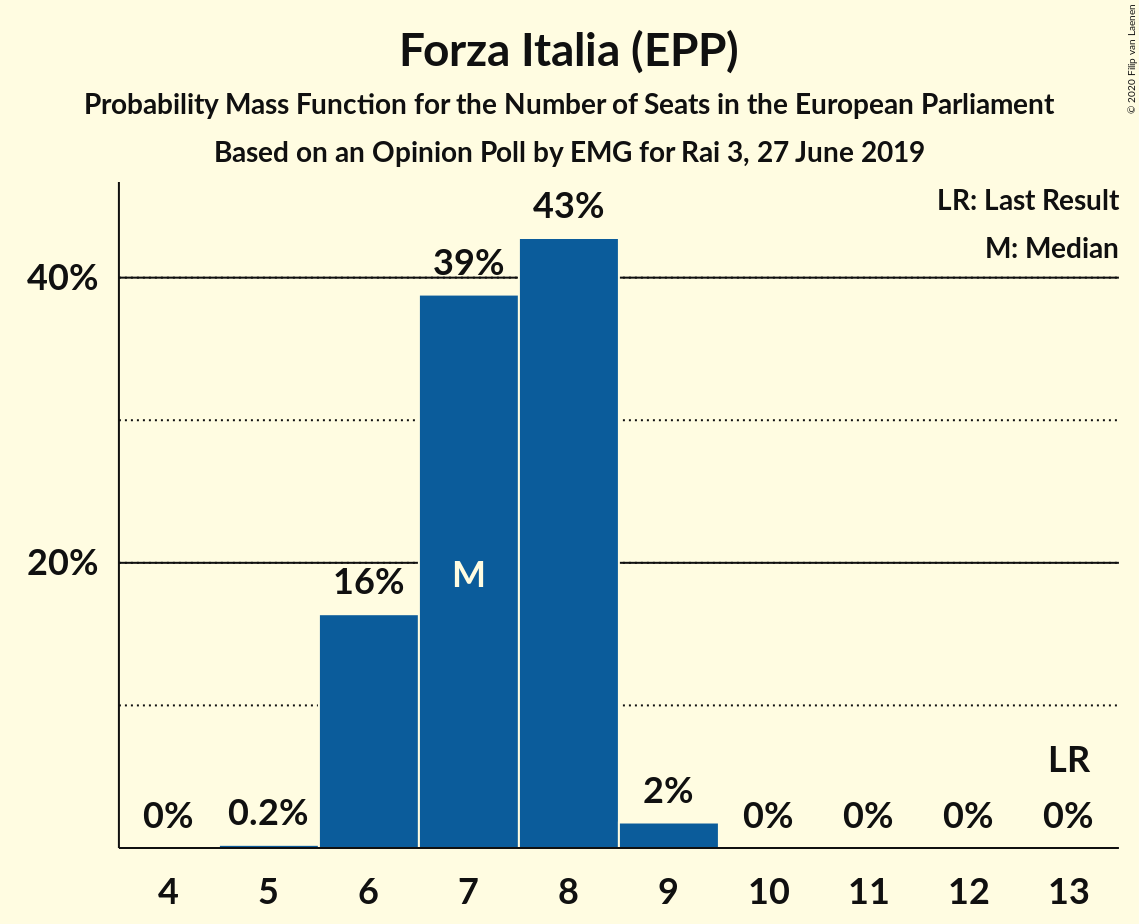 Forza Italia (EPP)
Probability Mass Function for the Number of Seats in the European Parliament
Based on an Opinion Poll by EMG for Rai 3, 27 June 2019
© 2020 Filip van Laenen
LR: Last Result
M: Median
40%
20%
0%
0.2%
16%
39%
43%
2%
0%
0%
0%
0%
M
LR
4 5 6 7 8 9 10 11 12 13